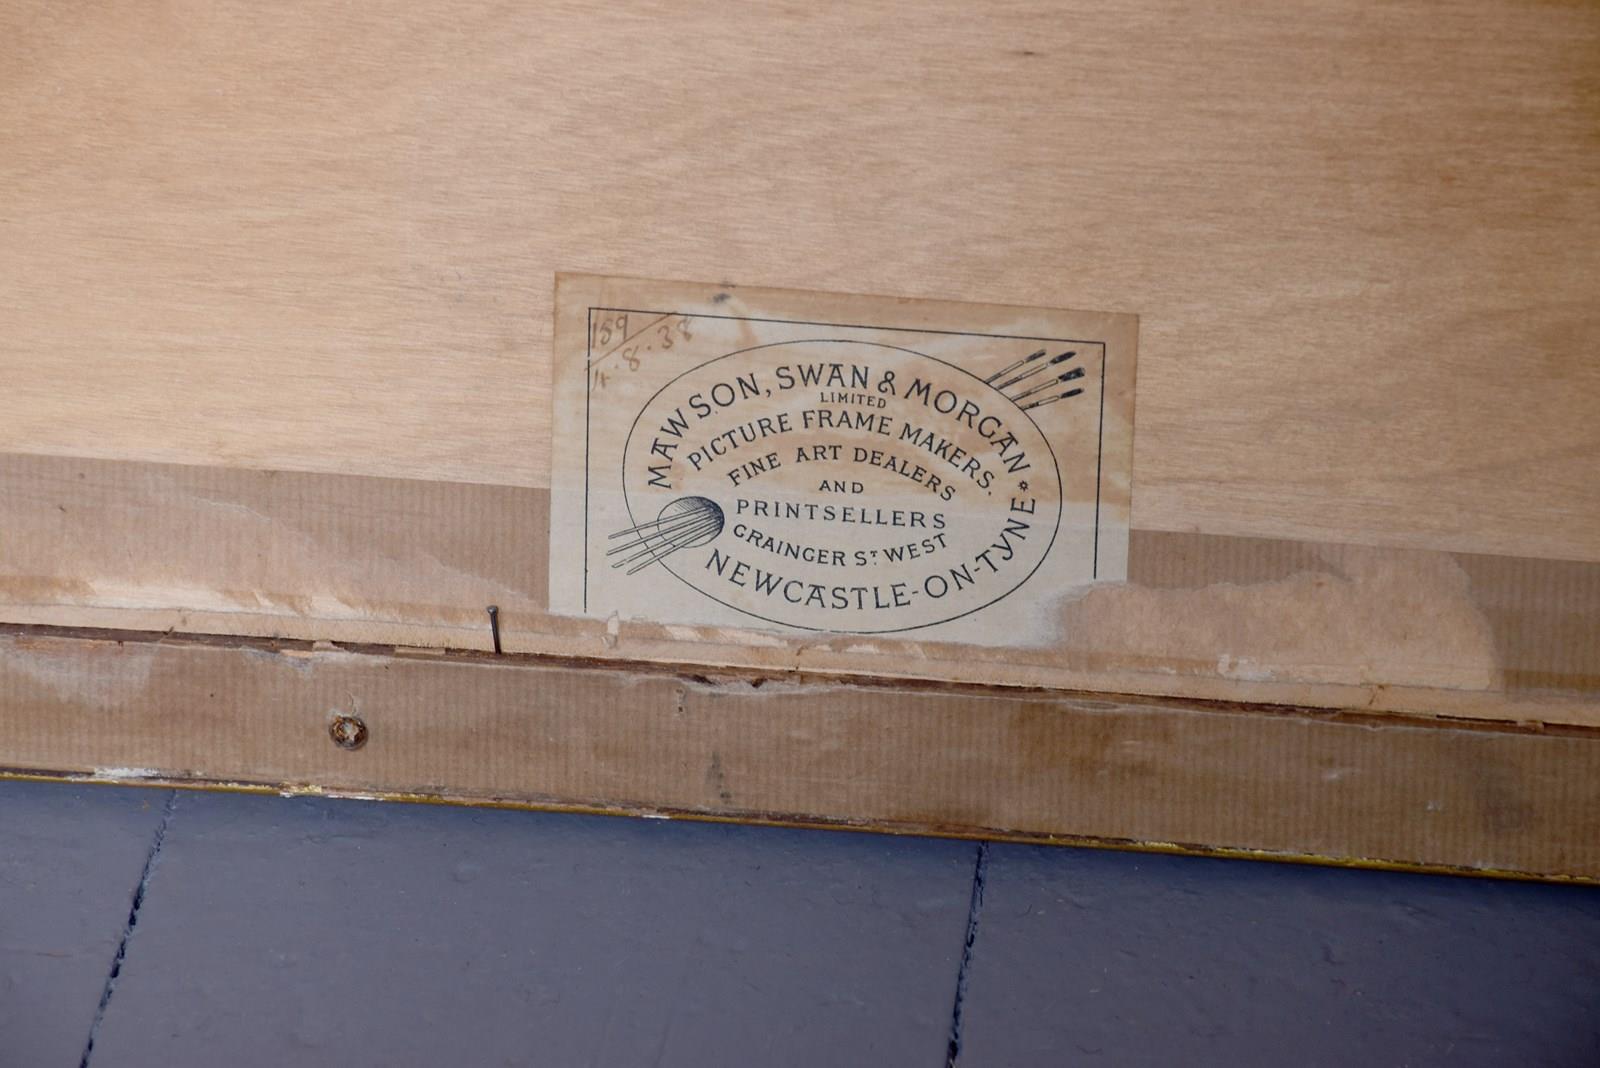 159
4.8.38
MAWSON, SWAN & MORGAN
LIMITED
PICTURE FRAME MAKERS.
FINE ART DEALERS
AND
PRINTSELLERS
GRAINGER ST. WEST
NEWCASTLE-ON-TYNE